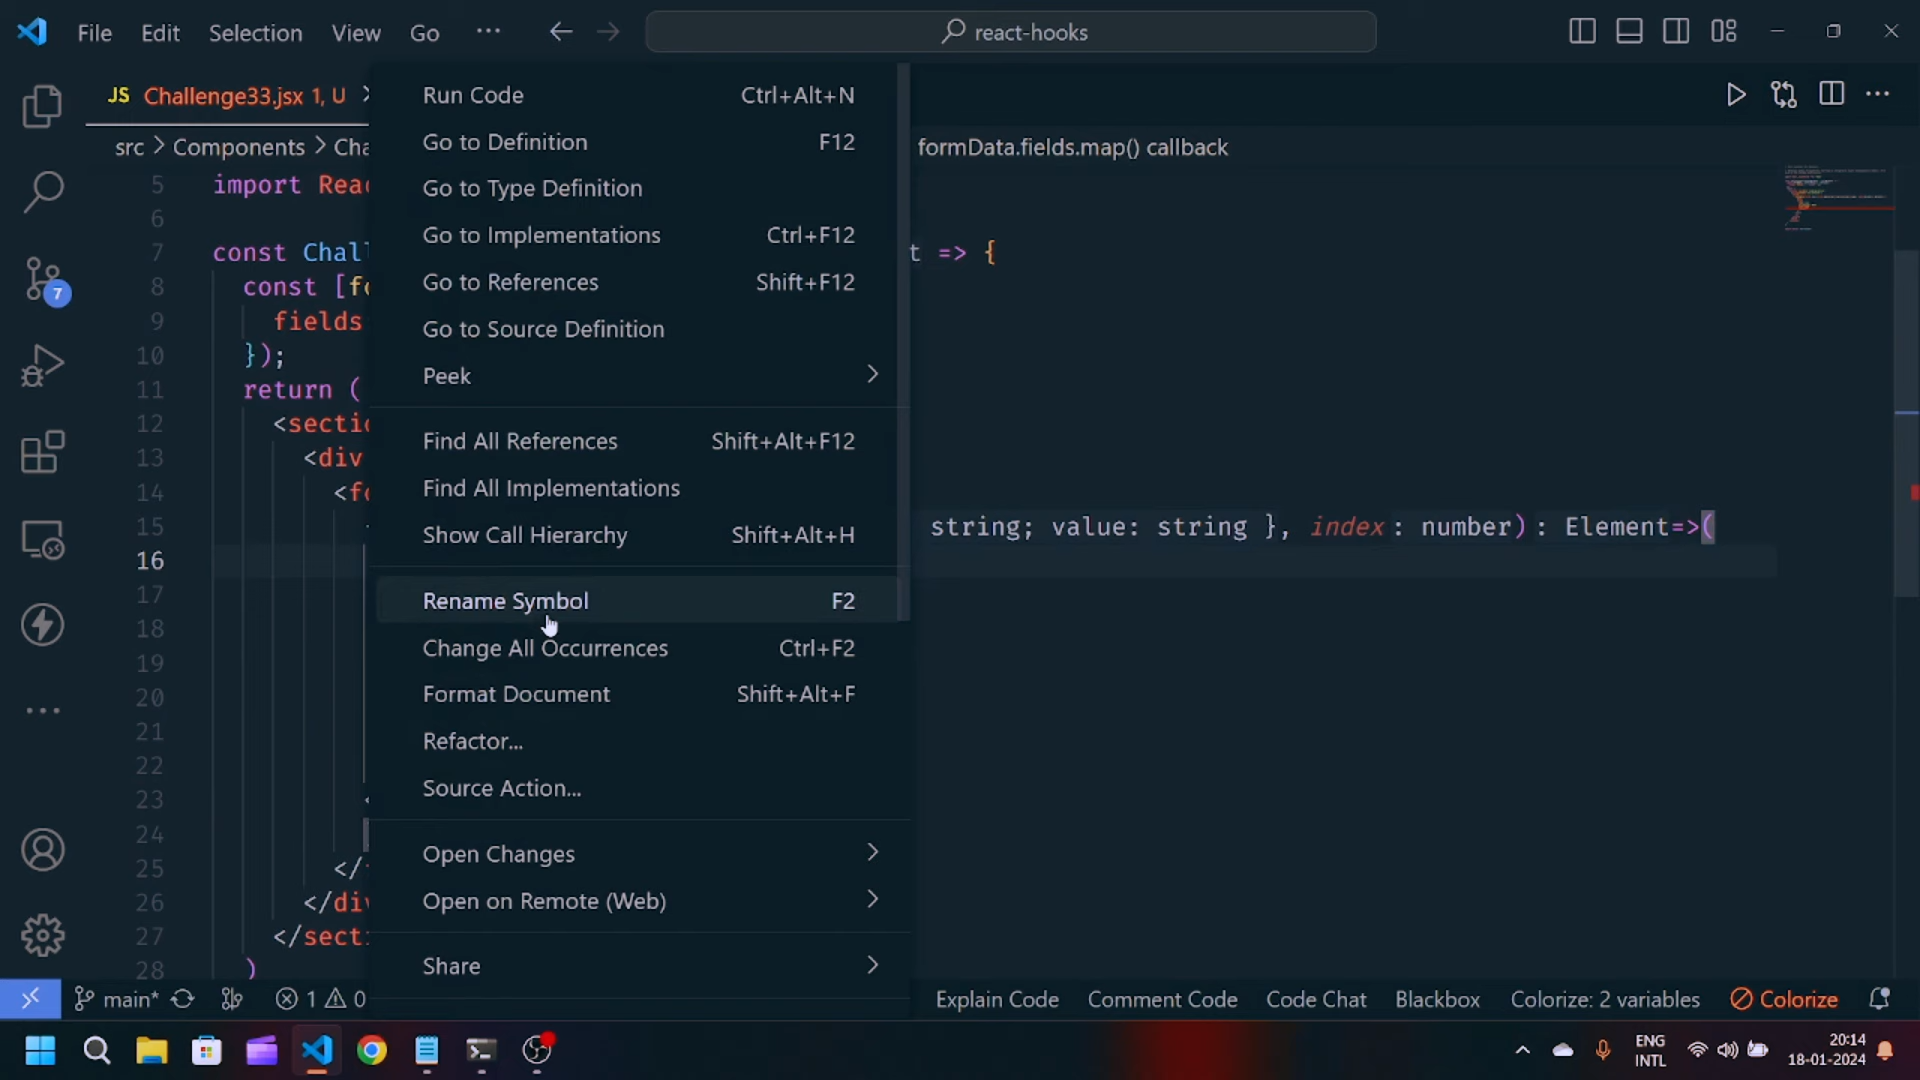 File Edit Selection View Go ··· react-hooks
JS Challenge33.jsx 1, U
src > Components > Cha
formData.fields.map() callback
5 import Reac
6
7 const Chall
t => {
8 const [fo
9 fields
10 });
11 return (
12 <sectio
13 <div
14 <fo
15
string; value: string }, index: number): Element=>(
16
17
18
19
20
21
22
23 <
24
25 </
26 </div
27 </secti
28 )
Run Code Ctrl+Alt+N
Go to Definition F12
Go to Type Definition
Go to Implementations Ctrl+F12
Go to References Shift+F12
Go to Source Definition
Peek
Find All References Shift+Alt+F12
Find All Implementations
Show Call Hierarchy Shift+Alt+H
Rename Symbol F2
Change All Occurrences Ctrl+F2
Format Document Shift+Alt+F
Refactor...
Source Action...
Open Changes
Open on Remote (Web)
Share
7
main* 1 0 Explain Code Comment Code Code Chat Blackbox Colorize: 2 variables Colorize
ENG
INTL
20:14
18-01-2024